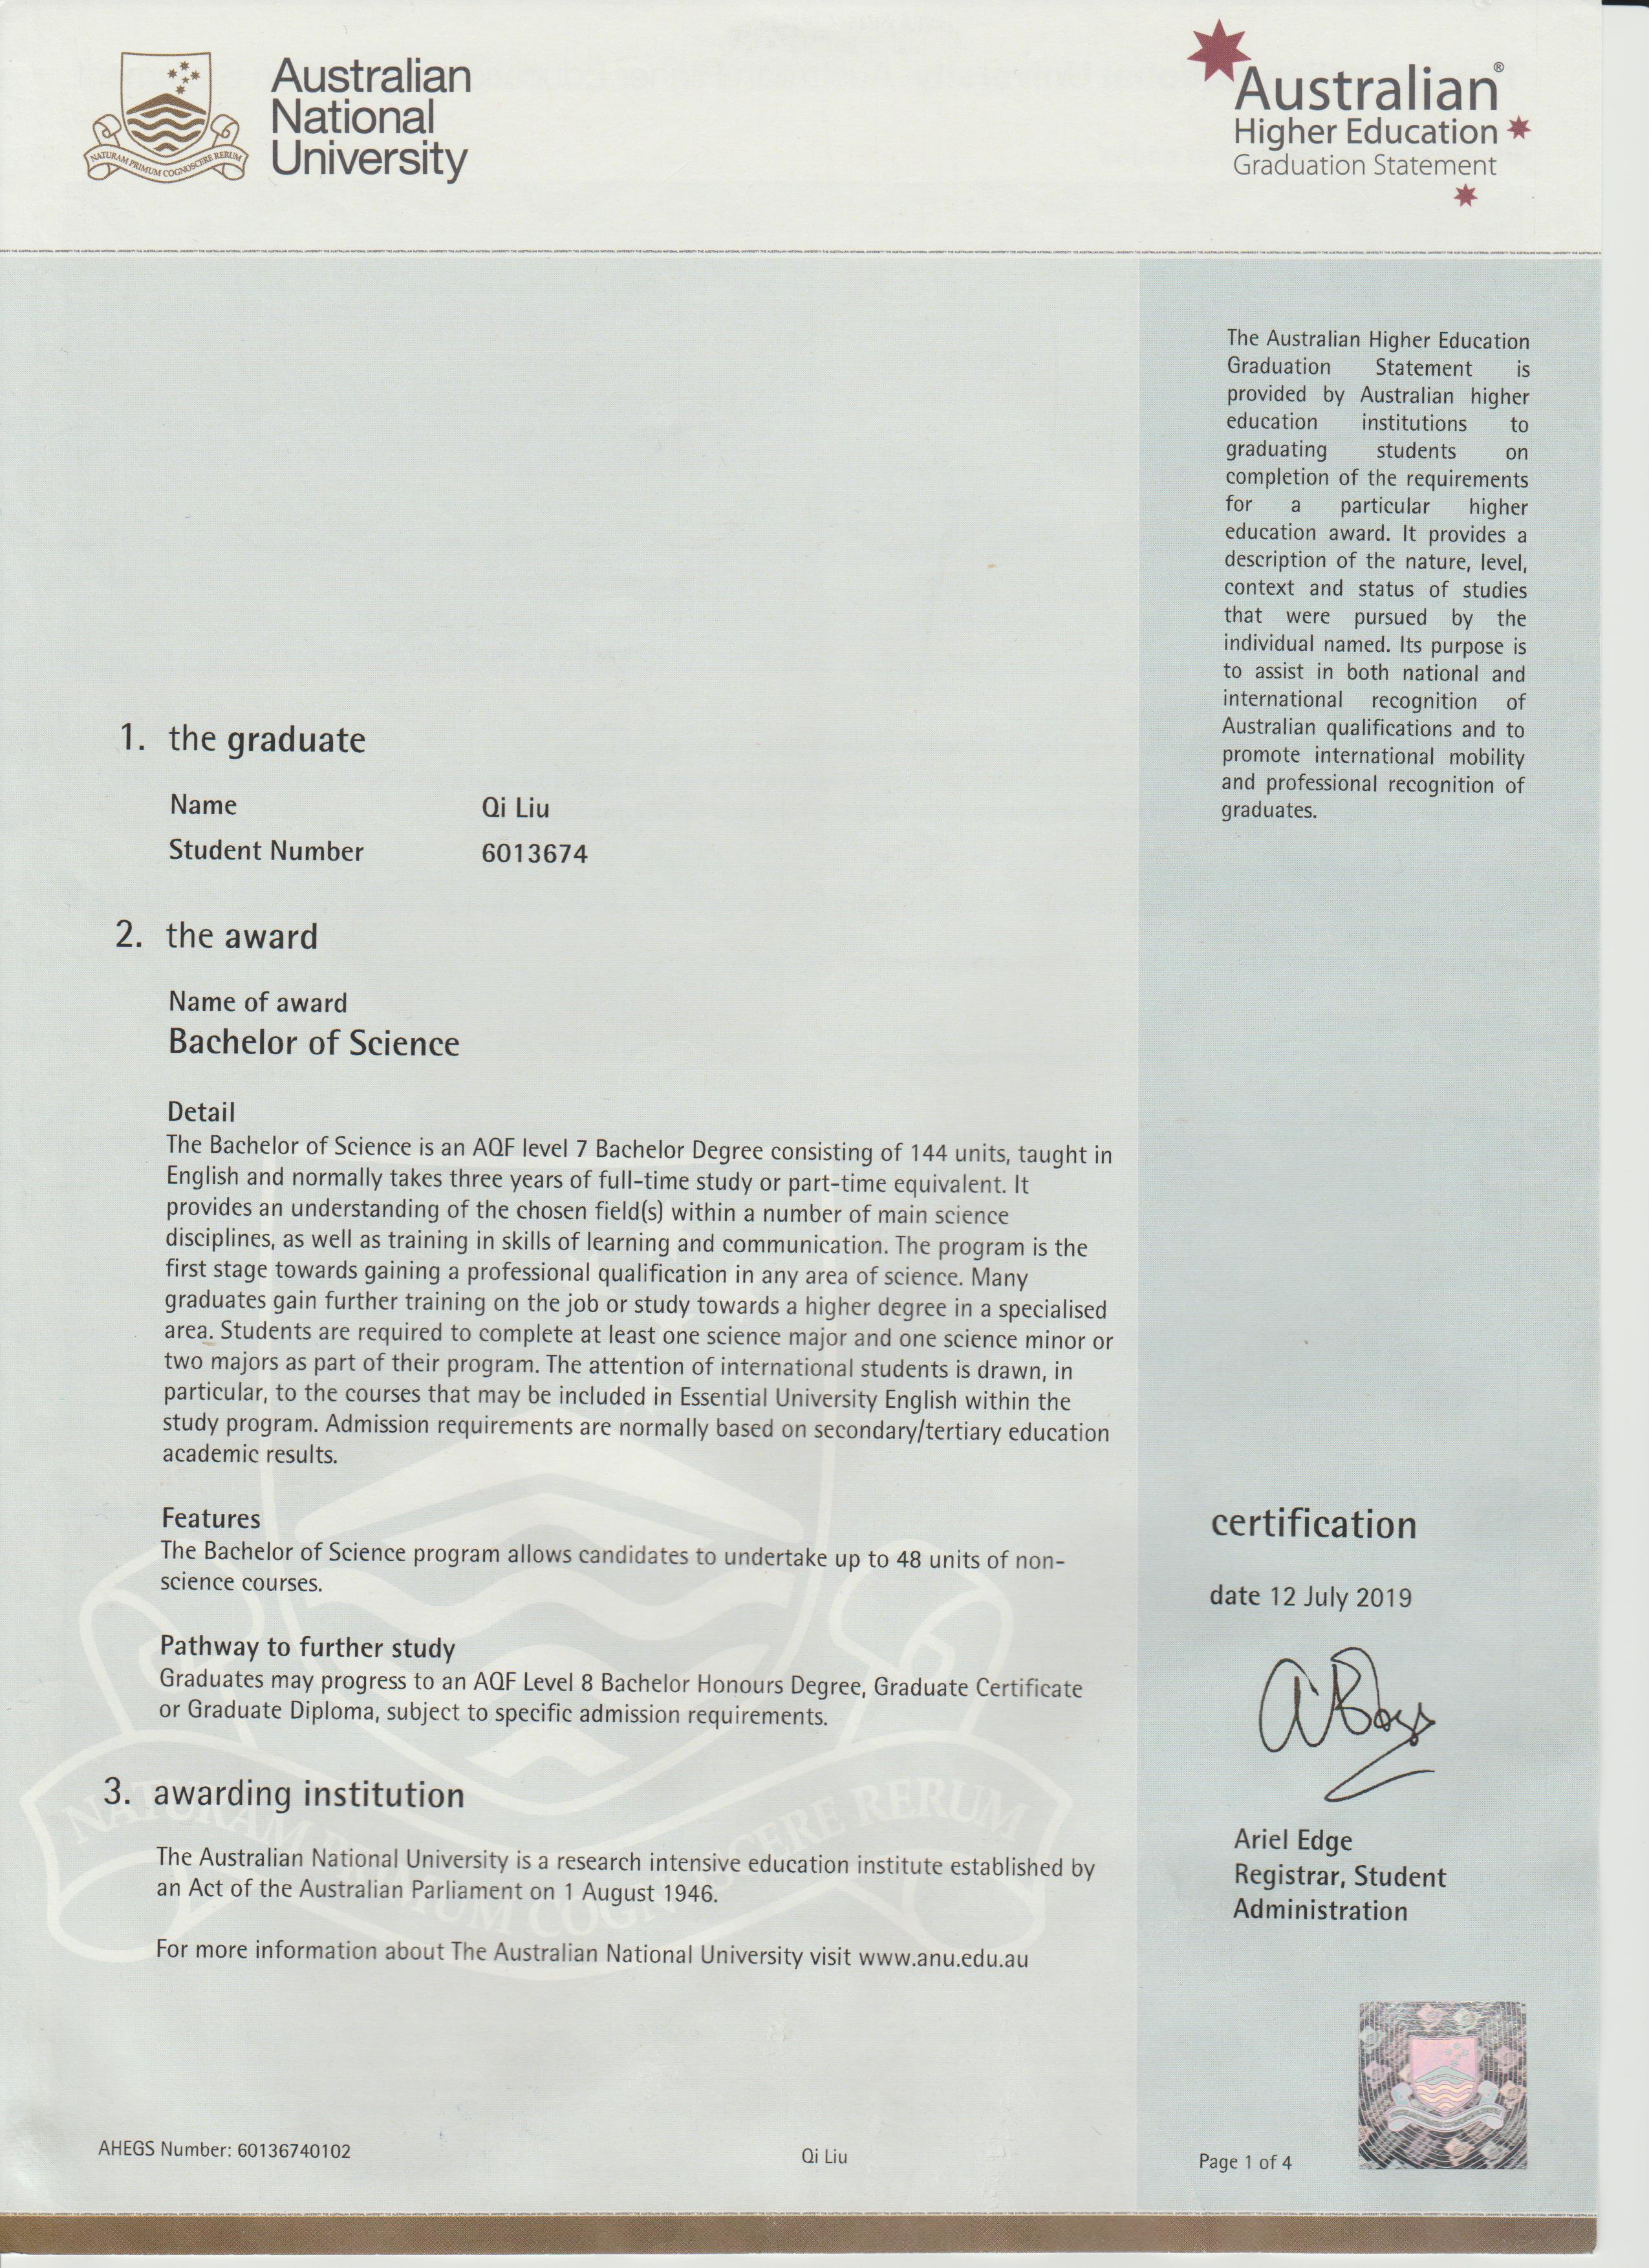 NATURAM PRIMUM COGNOSCERE RERUM
Australian
National
University
Australian®
Higher Education
Graduation Statement
The Australian Higher Education
Graduation Statement is
provided by Australian higher
education institutions to
graduating students on
completion of the requirements
for a particular higher
education award. It provides a
description of the nature, level,
context and status of studies
that were pursued by the
individual named. Its purpose is
to assist in both national and
international recognition of
Australian qualifications and to
promote international mobility
and professional recognition of
graduates.
1. the graduate
Name Qi Liu
Student Number 6013674
2. the award
Name of award
Bachelor of Science
Detail
The Bachelor of Science is an AQF level 7 Bachelor Degree consisting of 144 units, taught in
English and normally takes three years of full-time study or part-time equivalent. It
provides an understanding of the chosen field(s) within a number of main science
disciplines, as well as training in skills of learning and communication. The program is the
first stage towards gaining a professional qualification in any area of science. Many
graduates gain further training on the job or study towards a higher degree in a specialised
area. Students are required to complete at least one science major and one science minor or
two majors as part of their program. The attention of international students is drawn, in
particular, to the courses that may be included in Essential University English within the
study program. Admission requirements are normally based on secondary/tertiary education
academic results.
Features
The Bachelor of Science program allows candidates to undertake up to 48 units of non-
science courses.
Pathway to further study
Graduates may progress to an AQF Level 8 Bachelor Honours Degree, Graduate Certificate
or Graduate Diploma, subject to specific admission requirements.
3. awarding institution
The Australian National University is a research intensive education institute established by
an Act of the Australian Parliament on 1 August 1946.
For more information about The Australian National University visit www.anu.edu.au
NATURAM PRIMUM COGNOSCERE RERUM
certification
date 12 July 2019
Ariel Edge
Registrar, Student
Administration
AHEGS Number: 60136740102
Qi Liu
Page 1 of 4